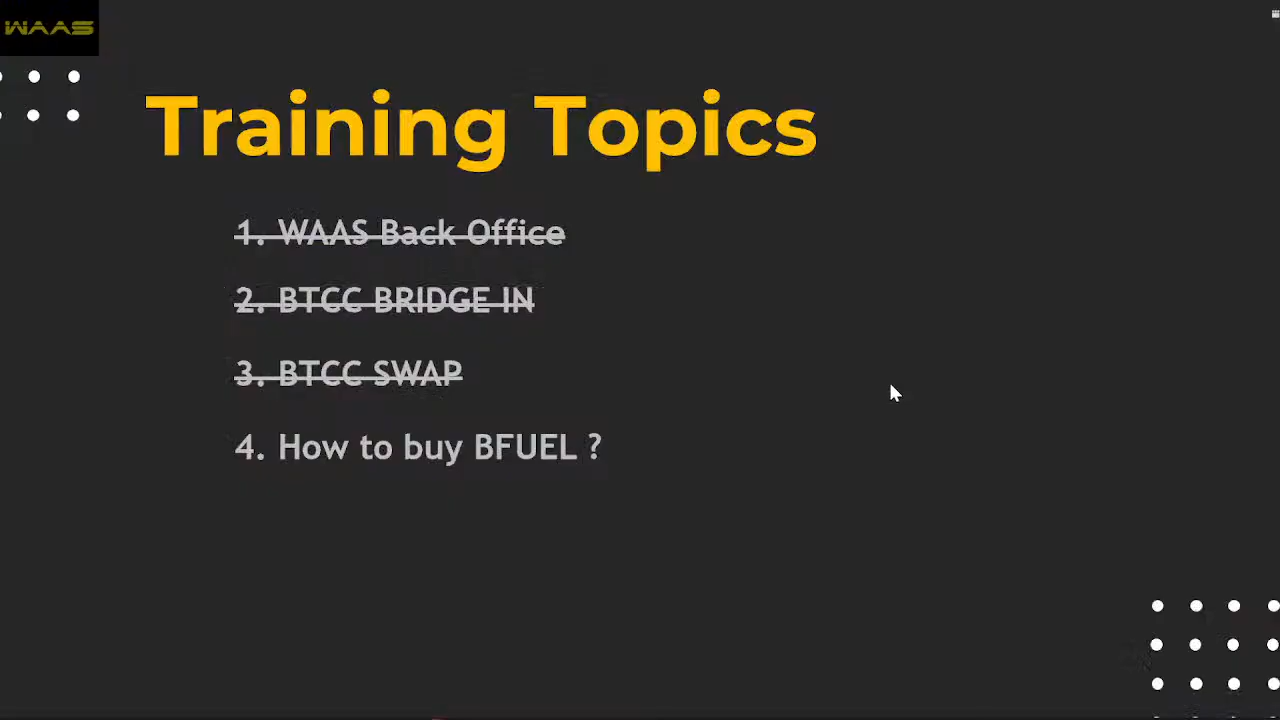 WAAS
Training Topics
1. WAAS Back Office
2. BTCC BRIDGE IN
3. BTCC SWAP
4. How to buy BFUEL ?